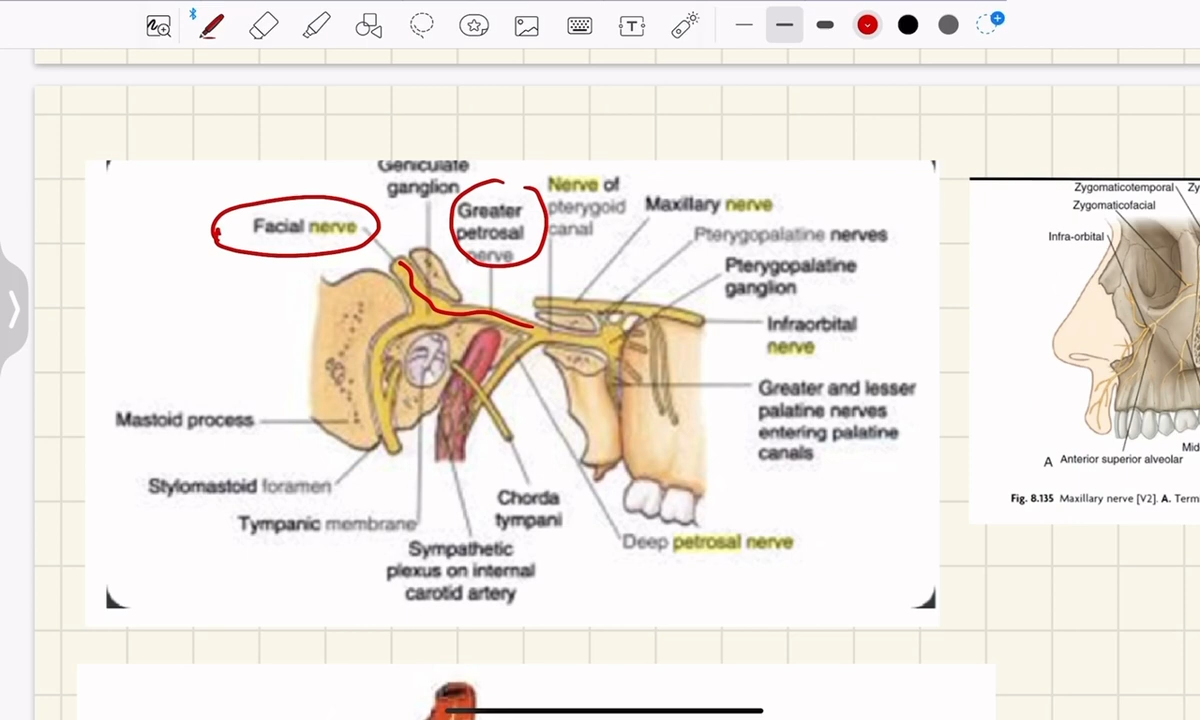 Geniculate
ganglion
Facial nerve
Greater
petrosal
nerve
Nerve of
pterygoid
canal
Maxillary nerve
Pterygopalatine nerves
Pterygopalatine
ganglion
Infraorbital
nerve
Greater and lesser
palatine nerves
entering palatine
canals
Mastoid process
Stylomastoid foramen
Tympanic membrane
Sympathetic
plexus on internal
carotid artery
Chorda
tympani
Deep petrosal nerve
Zygomaticotemporal
Zygomaticofacial
Infra-orbital
A Anterior superior alveolar
Fig. 8.135 Maxillary nerve [V2]. A.
T